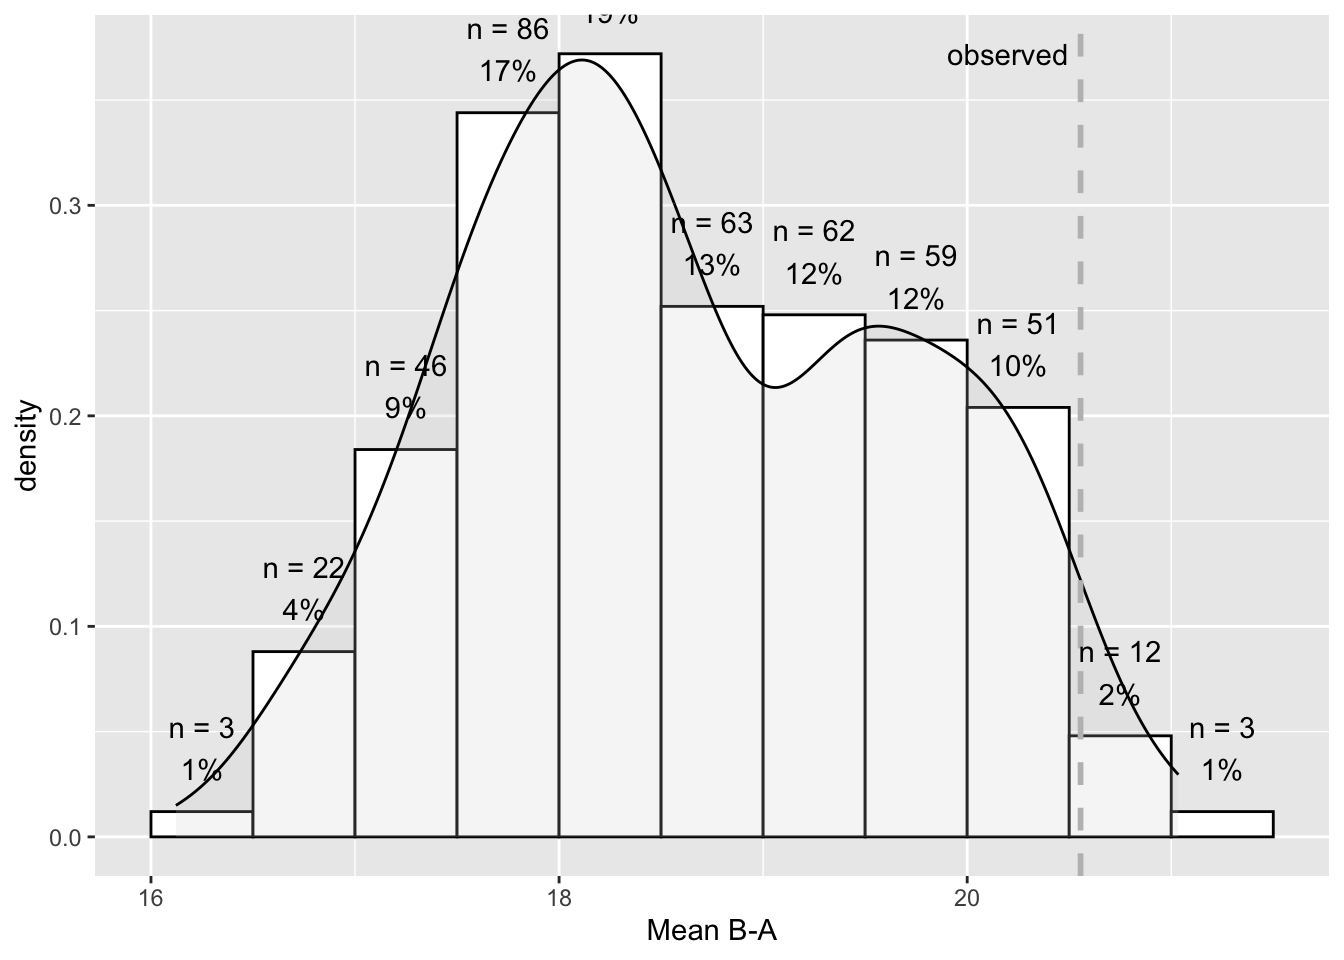 19%
n = 86
17%
observed
n = 63
13%
n = 62
12%
n = 59
12%
n = 51
10%
n = 46
9%
n = 22
4%
n = 12
2%
n = 3
1%
n = 3
1%
0.3
0.2
0.1
0.0
density
16
18
20
Mean B-A